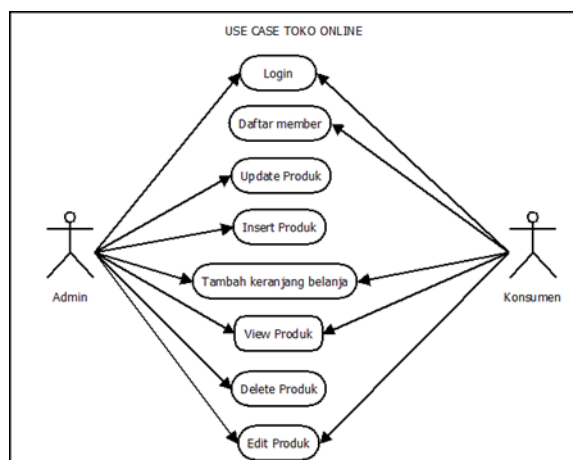 USE CASE TOKO ONLINE
Login
Daftar member
Update Produk
Insert Produk
Tambah keranjang belanja
Admin
Konsumen
View Produk
Delete Produk
Edit Produk